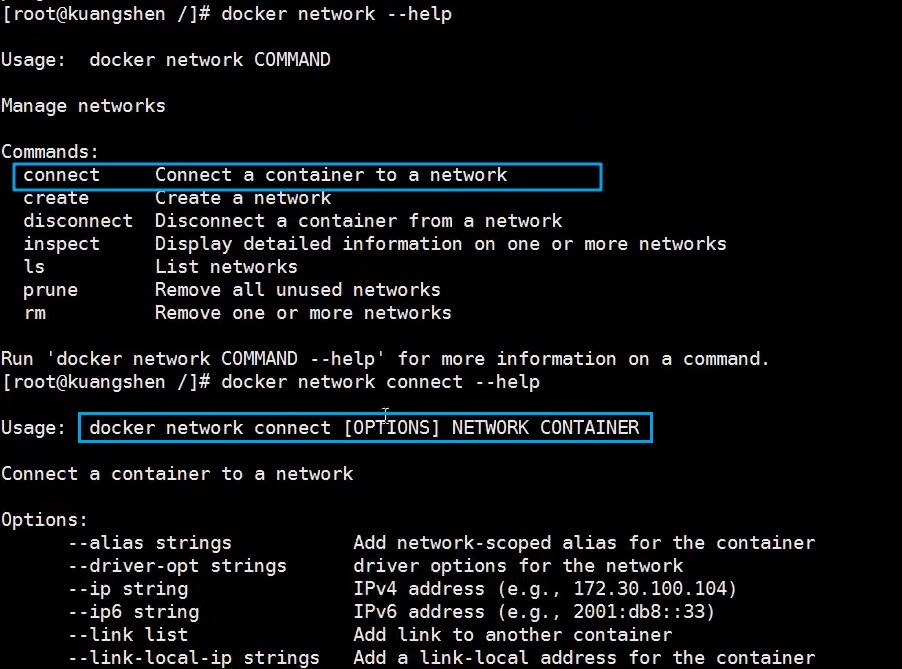 [root@kuangshen /]# docker network --help
Usage:  docker network COMMAND
Manage networks
Commands:
  connect     Connect a container to a network
  create      Create a network
  disconnect  Disconnect a container from a network
  inspect     Display detailed information on one or more networks
  ls          List networks
  prune       Remove all unused networks
  rm          Remove one or more networks
Run 'docker network COMMAND --help' for more information on a command.
[root@kuangshen /]# docker network connect --help
Usage:  docker network connect [OPTIONS] NETWORK CONTAINER
Connect a container to a network
Options:
      --alias strings           Add network-scoped alias for the container
      --driver-opt strings      driver options for the network
      --ip string               IPv4 address (e.g., 172.30.100.104)
      --ip6 string              IPv6 address (e.g., 2001:db8::33)
      --link list               Add link to another container
      --link-local-ip strings   Add a link-local address for the container